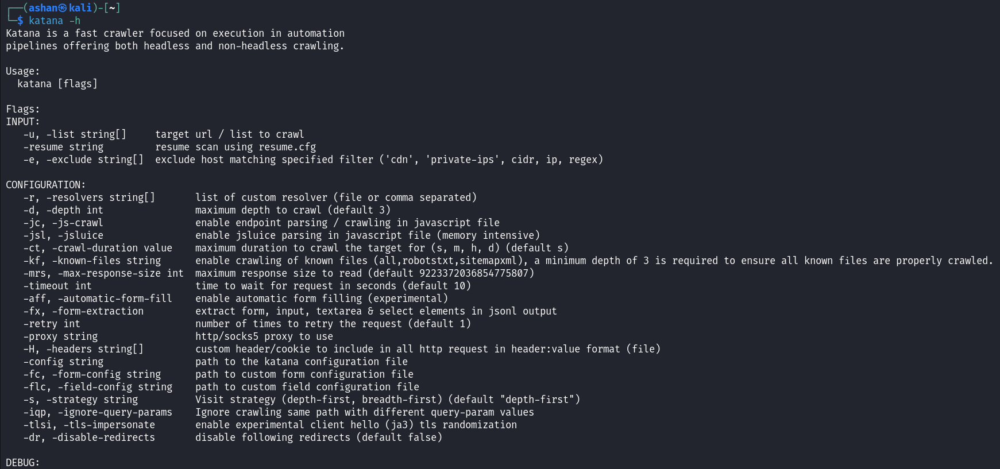 ┌──(ashan㉿kali)-[~]
└─$ katana -h
Katana is a fast crawler focused on execution in automation
pipelines offering both headless and non-headless crawling.

Usage:
  katana [flags]

Flags:
INPUT:
   -u, -list string[]     target url / list to crawl
   -resume string         resume scan using resume.cfg
   -e, -exclude string[]  exclude host matching specified filter ('cdn', 'private-ips', cidr, ip, regex)

CONFIGURATION:
   -r, -resolvers string[]       list of custom resolver (file or comma separated)
   -d, -depth int                maximum depth to crawl (default 3)
   -jc, -js-crawl                enable endpoint parsing / crawling in javascript file
   -jsl, -jsluice                enable jsluice parsing in javascript file (memory intensive)
   -ct, -crawl-duration value    maximum duration to crawl the target for (s, m, h, d) (default s)
   -kf, -known-files string      enable crawling of known files (all,robotstxt,sitemapxml), a minimum depth of 3 is required to ensure all known files are properly crawled.
   -mrs, -max-response-size int  maximum response size to read (default 9223372036854775807)
   -timeout int                  time to wait for request in seconds (default 10)
   -aff, -automatic-form-fill    enable automatic form filling (experimental)
   -fx, -form-extraction         extract form, input, textarea & select elements in jsonl output
   -retry int                    number of times to retry the request (default 1)
   -proxy string                 http/socks5 proxy to use
   -H, -headers string[]         custom header/cookie to include in all http request in header:value format (file)
   -config string                path to the katana configuration file
   -fc, -form-config string      path to custom form configuration file
   -flc, -field-config string    path to custom field configuration file
   -s, -strategy string          Visit strategy (depth-first, breadth-first) (default "depth-first")
   -iqp, -ignore-query-params    Ignore crawling same path with different query-param values
   -tlsi, -tls-impersonate       enable experimental client hello (ja3) tls randomization
   -dr, -disable-redirects       disable following redirects (default false)

DEBUG: